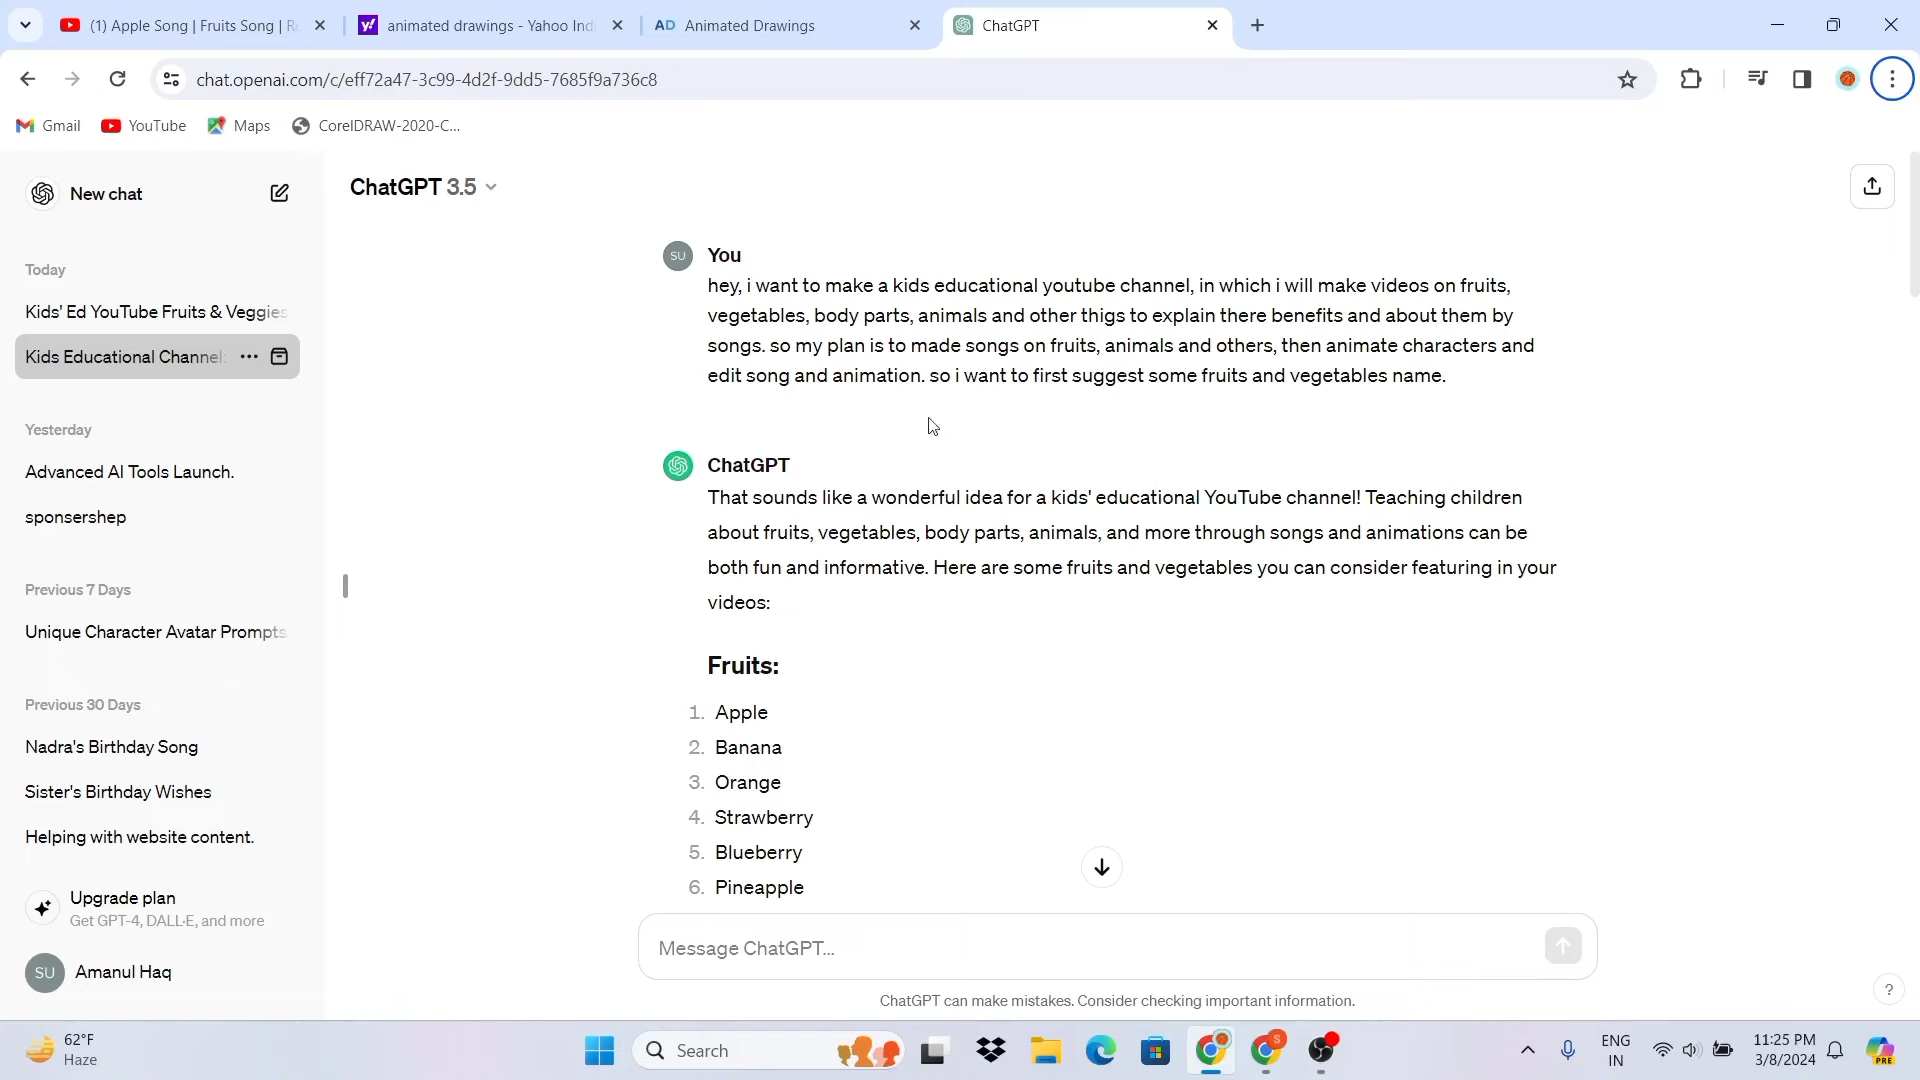 (1) Apple Song | Fruits Song | R
animated drawings - Yahoo Ind
AD Animated Drawings
ChatGPT
chat.openai.com/c/eff72a47-3c99-4d2f-9dd5-7685f9a736c8
Gmail
YouTube
Maps
CorelDRAW-2020-C...
New chat
ChatGPT 3.5
Today
Kids' Ed YouTube Fruits & Veggies
Kids Educational Channel:
Yesterday
Advanced AI Tools Launch.
sponsershep
Previous 7 Days
Unique Character Avatar Prompts
Previous 30 Days
Nadra's Birthday Song
Sister's Birthday Wishes
Helping with website content.
Upgrade plan
Get GPT-4, DALL·E, and more
SU Amanul Haq
SU You
hey, i want to make a kids educational youtube channel, in which i will make videos on fruits,
vegetables, body parts, animals and other thigs to explain there benefits and about them by
songs. so my plan is to made songs on fruits, animals and others, then animate characters and
edit song and animation. so i want to first suggest some fruits and vegetables name.
ChatGPT
That sounds like a wonderful idea for a kids' educational YouTube channel! Teaching children
about fruits, vegetables, body parts, animals, and more through songs and animations can be
both fun and informative. Here are some fruits and vegetables you can consider featuring in your
videos:
Fruits:
1. Apple
2. Banana
3. Orange
4. Strawberry
5. Blueberry
6. Pineapple
Message ChatGPT...
ChatGPT can make mistakes. Consider checking important information.
?
62°F
Haze
Search
S
ENG
IN
11:25 PM
3/8/2024
PRE